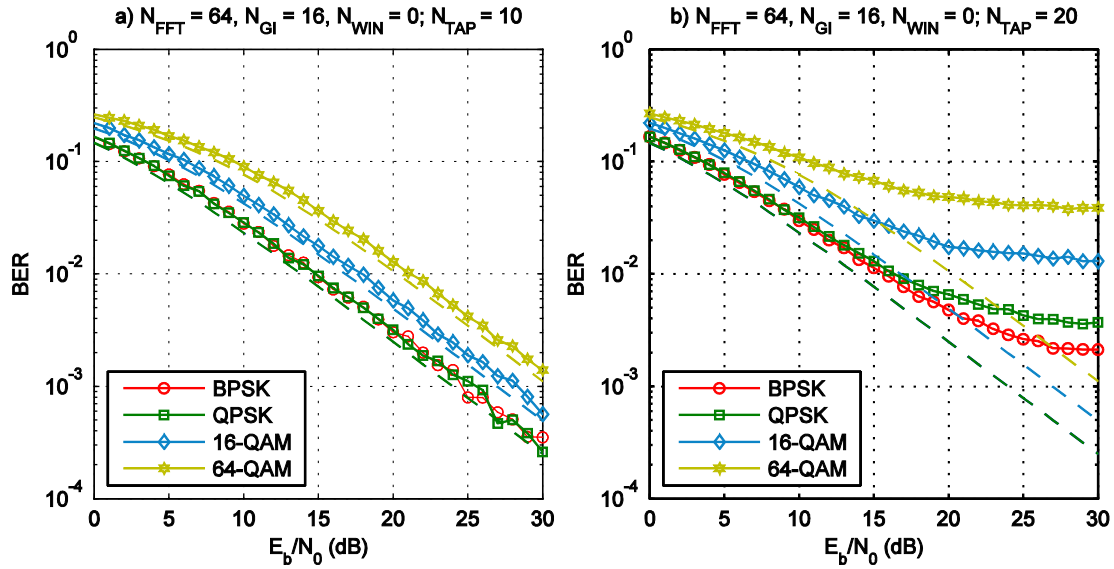 a) N_FFT = 64, N_GI = 16, N_WIN = 0; N_TAP = 10
BER
10^0
10^-1
10^-2
10^-3
10^-4
BPSK
QPSK
16-QAM
64-QAM
0 5 10 15 20 25 30
E_b/N_0 (dB)
b) N_FFT = 64, N_GI = 16, N_WIN = 0; N_TAP = 20
BER
10^0
10^-1
10^-2
10^-3
10^-4
BPSK
QPSK
16-QAM
64-QAM
0 5 10 15 20 25 30
E_b/N_0 (dB)